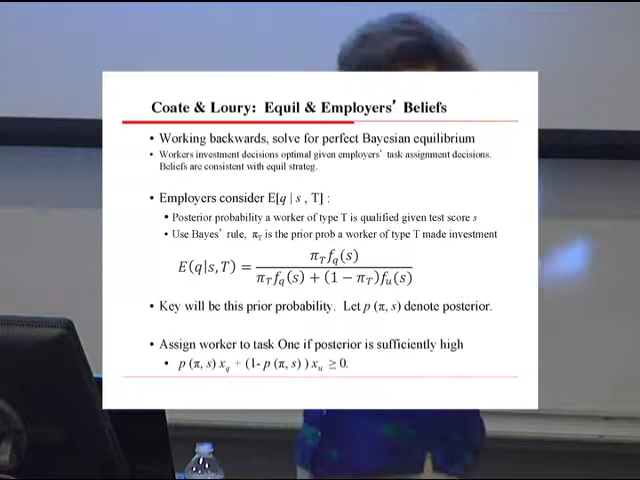 Coate & Loury: Equil & Employers' Beliefs
• Working backwards, solve for perfect Bayesian equilibrium
• Workers investment decisions optimal given employers' task assignment decisions.
Beliefs are consistent with equil strateg.
• Employers consider E[q | s , T] :
• Posterior probability a worker of type T is qualified given test score s
• Use Bayes' rule, π_T is the prior prob a worker of type T made investment
E(q|s,T) = π_T f_q(s) / (π_T f_q(s) + (1 − π_T) f_u(s))
• Key will be this prior probability. Let p (π, s) denote posterior.
• Assign worker to task One if posterior is sufficiently high
• p (π, s) x_q + (1- p (π, s) ) x_u ≥ 0.